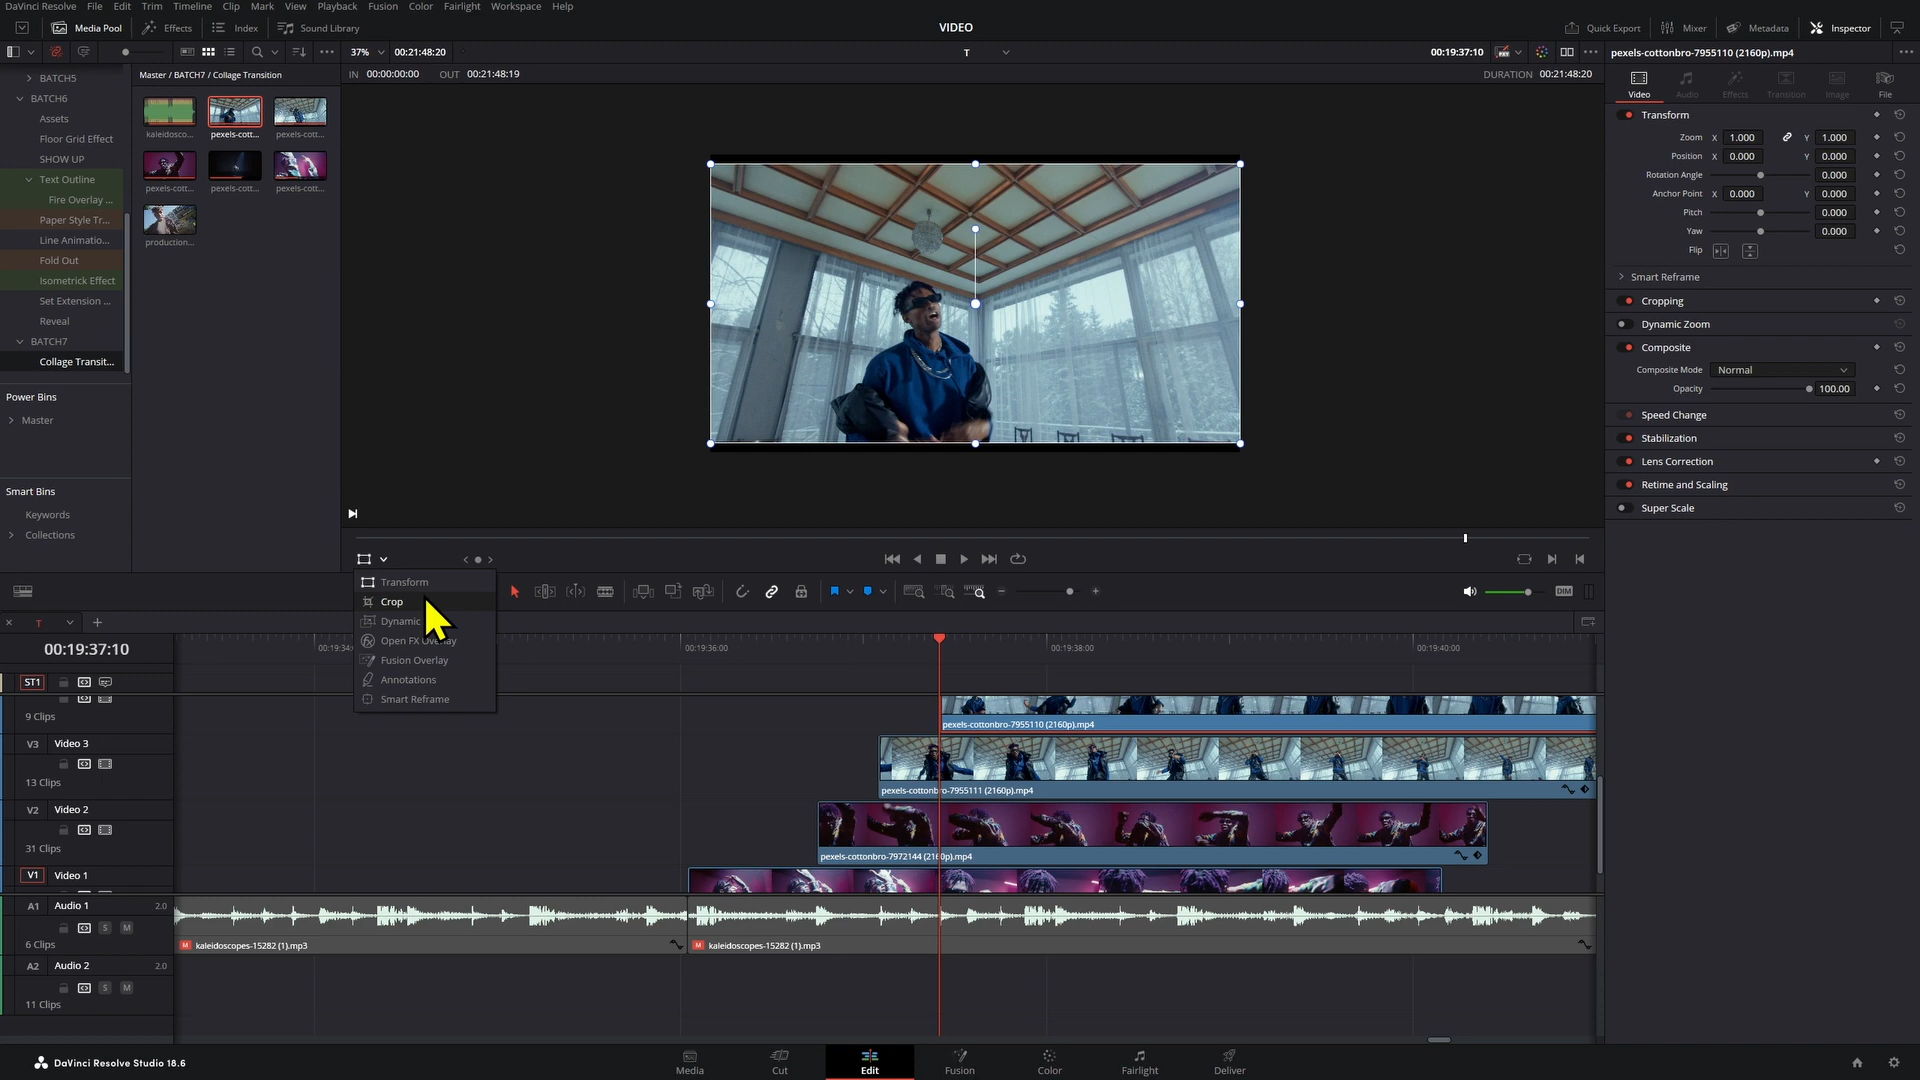 DaVinci Resolve File Edit Trim Timeline Clip Mark View Playback Fusion Color Fairlight Workspace Help
Media Pool Effects Index Sound Library VIDEO Quick Export Mixer Metadata Inspector
37% 00:21:48:20 T 00:19:37:10 pexels-cottonbro-7955110 (2160p).mp4
Master / BATCH7 / Collage Transition IN 00:00:00:00 OUT 00:21:48:19 DURATION 00:21:48:20
BATCH5
BATCH6
Assets
Floor Grid Effect
SHOW UP
Text Outline
Fire Overlay ...
Paper Style Tr...
Line Animatio...
Fold Out
Isometrick Effect
Set Extension ...
Reveal
BATCH7
Collage Transit...
Power Bins
Master
Smart Bins
Keywords
Collections
kaleidosco... pexels-cott... pexels-cott...
pexels-cott... pexels-cott... pexels-cott...
production...
Video Audio Effects Transition Image File
Transform
Zoom X 1.000 Y 1.000
Position X 0.000 Y 0.000
Rotation Angle 0.000
Anchor Point X 0.000 Y 0.000
Pitch 0.000
Yaw 0.000
Flip
Smart Reframe
Cropping
Dynamic Zoom
Composite
Composite Mode Normal
Opacity 100.00
Speed Change
Stabilization
Lens Correction
Retime and Scaling
Super Scale
Transform
Crop
Dynamic
Open FX Overlay
Fusion Overlay
Annotations
Smart Reframe
DIM
T
00:19:37:10 00:19:34: 00:19:36:00 00:19:38:00 00:19:40:00
ST1
9 Clips
pexels-cottonbro-7955110 (2160p).mp4
V3 Video 3
13 Clips
pexels-cottonbro-7955111 (2160p).mp4
V2 Video 2
31 Clips
pexels-cottonbro-7972144 (2160p).mp4
V1 Video 1
A1 Audio 1 2.0
S M
6 Clips
M kaleidoscopes-15282 (1).mp3 M kaleidoscopes-15282 (1).mp3
A2 Audio 2 2.0
S M
11 Clips
DaVinci Resolve Studio 18.6
Media Cut Edit Fusion Color Fairlight Deliver